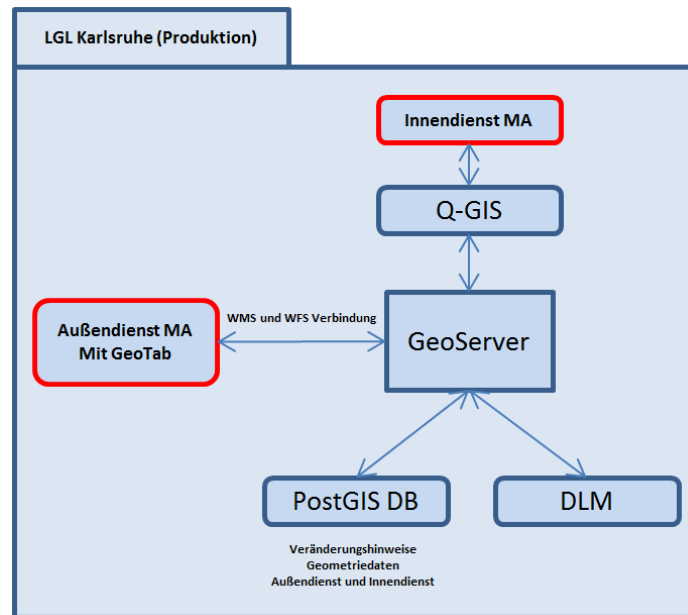 LGL Karlsruhe (Produktion)
Innendienst MA
Q-GIS
WMS und WFS Verbindung
Außendienst MA
Mit GeoTab
GeoServer
PostGIS DB
DLM
Veränderungshinweise
Geometriedaten
Außendienst und Innendienst